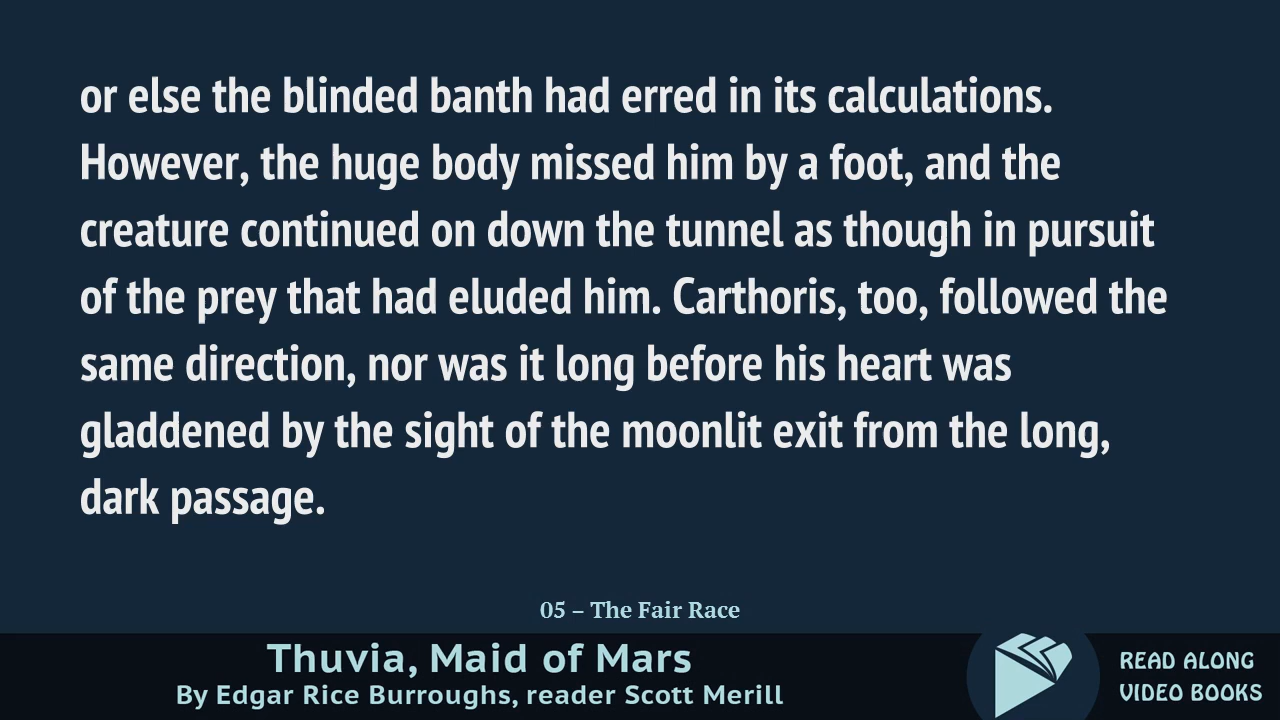 or else the blinded banth had erred in its calculations.
However, the huge body missed him by a foot, and the
creature continued on down the tunnel as though in pursuit
of the prey that had eluded him. Carthoris, too, followed the
same direction, nor was it long before his heart was
gladdened by the sight of the moonlit exit from the long,
dark passage.
05 – The Fair Race
Thuvia, Maid of Mars
By Edgar Rice Burroughs, reader Scott Merill
READ ALONG
VIDEO BOOKS